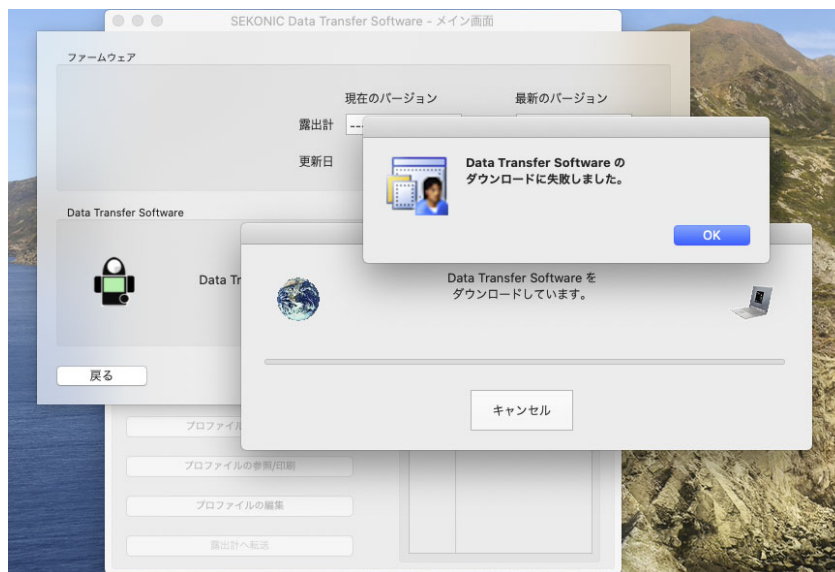 SEKONIC Data Transfer Software - メイン画面
ファームウェア
現在のバージョン
最新のバージョン
露出計
---
更新日
Data Transfer Software の
ダウンロードに失敗しました。
OK
Data Transfer Software
Data Tr
Data Transfer Software を
ダウンロードしています。
キャンセル
戻る
プロファイル
プロファイルの参照/印刷
プロファイルの編集
露出計へ転送